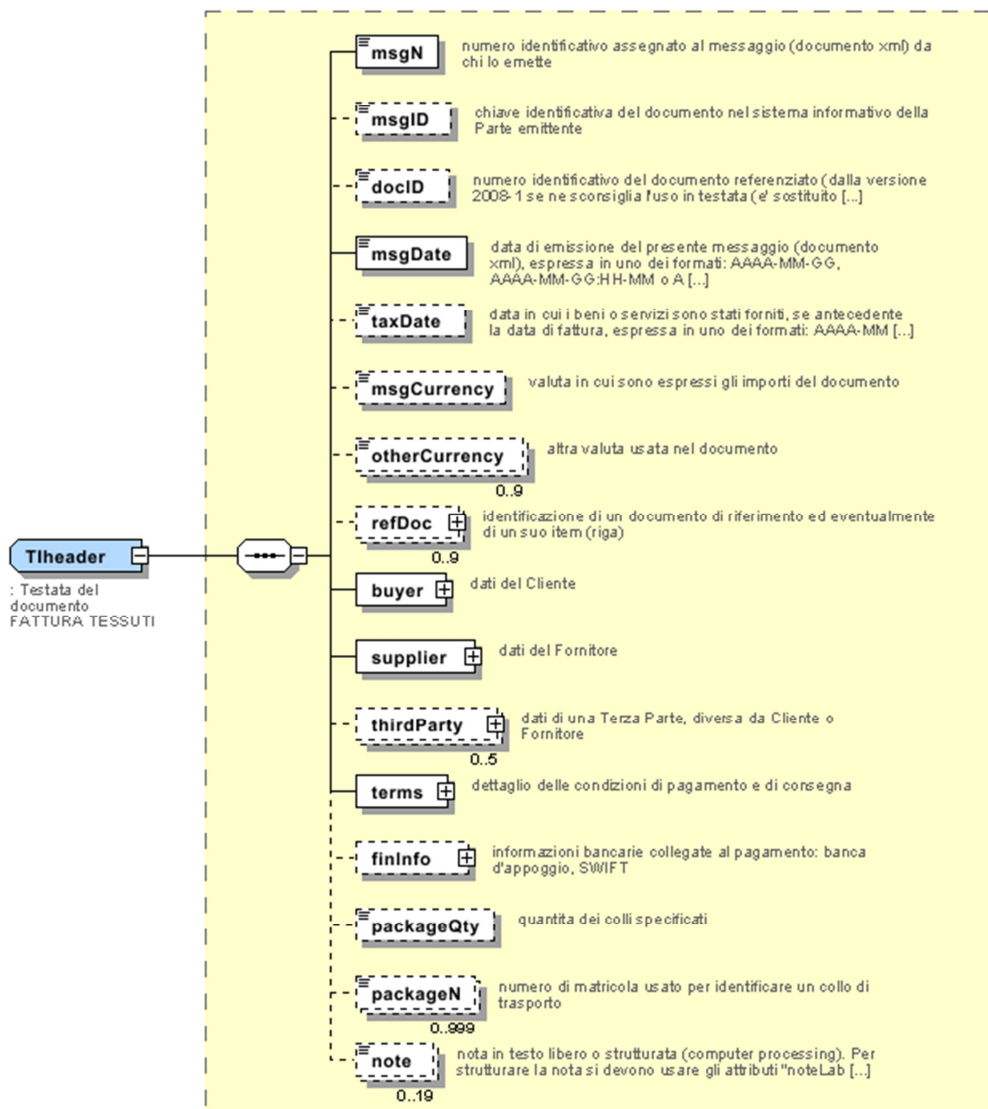 msgN
numero identificativo assegnato al messaggio (documento xml) da
chi lo emette
msgID
chiave identificativa del documento nel sistema informativo della
Parte emittente
docID
numero identificativo del documento referenziato (dalla versione
2008-1 se ne sconsiglia l'uso in testata (e' sostituito [...]
msgDate
data di emissione del presente messaggio (documento
xml), espressa in uno dei formati: AAAA-MM-GG,
AAAA-MM-GG:HH-MM o A [...]
taxDate
data in cui i beni o servizi sono stati forniti, se antecedente
la data di fattura, espressa in uno dei formati: AAAA-MM [...]
msgCurrency
valuta in cui sono espressi gli importi del documento
otherCurrency
altra valuta usata nel documento
0..9
refDoc
identificazione di un documento di riferimento ed eventualmente
di un suo item (riga)
0..9
TIheader
: Testata del
documento
FATTURA TESSUTI
buyer
dati del Cliente
supplier
dati del Fornitore
thirdParty
dati di una Terza Parte, diversa da Cliente o
Fornitore
0..5
terms
dettaglio delle condizioni di pagamento e di consegna
finInfo
informazioni bancarie collegate al pagamento: banca
d'appoggio, SWIFT
packageQty
quantita dei colli specificati
packageN
numero di matricola usato per identificare un collo di
trasporto
0..999
note
nota in testo libero o strutturata (computer processing). Per
strutturare la nota si devono usare gli attributi "noteLab [...]
0..19